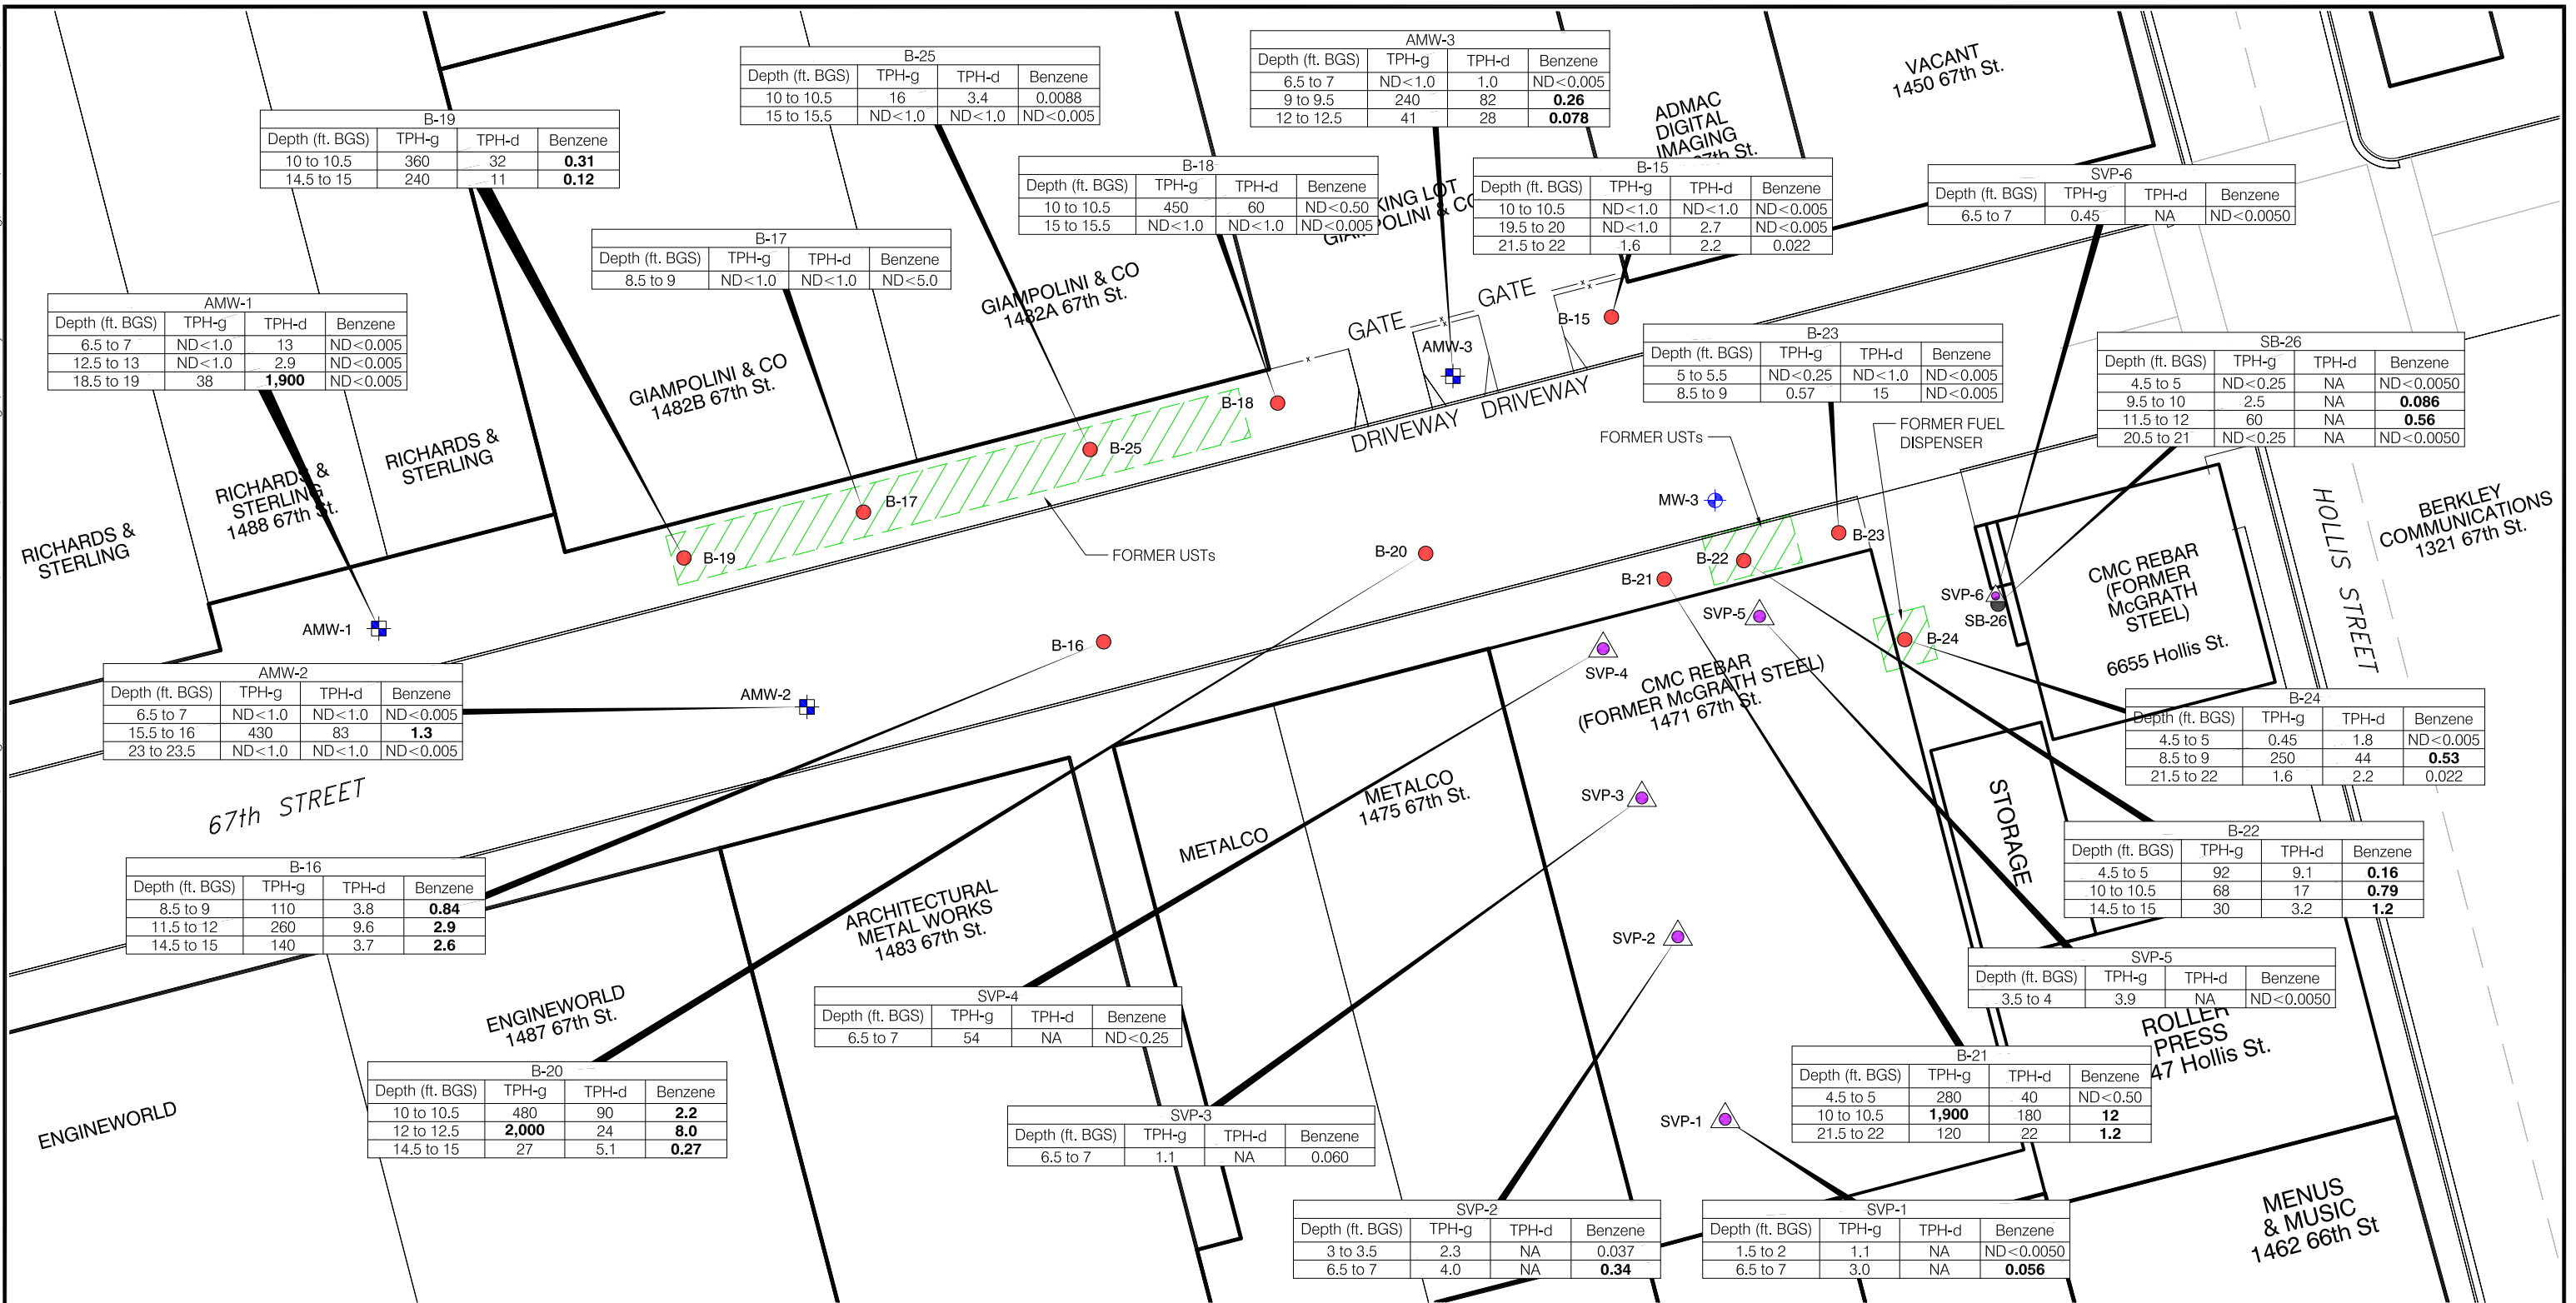 B-25
Depth (ft. BGS) TPH-g TPH-d Benzene
10 to 10.5 16 3.4 0.0088
15 to 15.5 ND<1.0 ND<1.0 ND<0.005
AMW-3
Depth (ft. BGS) TPH-g TPH-d Benzene
6.5 to 7 ND<1.0 1.0 ND<0.005
9 to 9.5 240 82 0.26
12 to 12.5 41 28 0.078
VACANT
1450 67th St.
B-19
Depth (ft. BGS) TPH-g TPH-d Benzene
10 to 10.5 360 32 0.31
14.5 to 15 240 11 0.12
ADMAC
DIGITAL
IMAGING
67th St.
B-18
Depth (ft. BGS) TPH-g TPH-d Benzene
10 to 10.5 450 60 ND<0.50
15 to 15.5 ND<1.0 ND<1.0 ND<0.005
KING LOT
GIAMPOLINI & CO
B-15
Depth (ft. BGS) TPH-g TPH-d Benzene
10 to 10.5 ND<1.0 ND<1.0 ND<0.005
19.5 to 20 ND<1.0 2.7 ND<0.005
21.5 to 22 1.6 2.2 0.022
SVP-6
Depth (ft. BGS) TPH-g TPH-d Benzene
6.5 to 7 0.45 NA ND<0.0050
B-17
Depth (ft. BGS) TPH-g TPH-d Benzene
8.5 to 9 ND<1.0 ND<1.0 ND<5.0
GIAMPOLINI & CO
1482A 67th St.
AMW-1
Depth (ft. BGS) TPH-g TPH-d Benzene
6.5 to 7 ND<1.0 13 ND<0.005
12.5 to 13 ND<1.0 2.9 ND<0.005
18.5 to 19 38 1,900 ND<0.005
GATE
GATE
B-15
AMW-3
B-23
Depth (ft. BGS) TPH-g TPH-d Benzene
5 to 5.5 ND<0.25 ND<1.0 ND<0.005
8.5 to 9 0.57 15 ND<0.005
SB-26
Depth (ft. BGS) TPH-g TPH-d Benzene
4.5 to 5 ND<0.25 NA ND<0.0050
9.5 to 10 2.5 NA 0.086
11.5 to 12 60 NA 0.56
20.5 to 21 ND<0.25 NA ND<0.0050
GIAMPOLINI & CO
1482B 67th St.
B-18
DRIVEWAY
DRIVEWAY
FORMER USTs
FORMER FUEL
DISPENSER
RICHARDS &
STERLING
RICHARDS &
STERLING
1488 67th St.
RICHARDS &
STERLING
B-25
B-17
B-19
FORMER USTs
MW-3
B-20
B-23
B-22
B-21
HOLLIS STREET
BERKLEY
COMMUNICATIONS
1321 67th St.
CMC REBAR
(FORMER
McGRATH
STEEL)
6655 Hollis St.
SVP-6
SB-26
SVP-5
B-24
AMW-1
B-16
SVP-4
CMC REBAR
(FORMER McGRATH STEEL)
1471 67th St.
AMW-2
Depth (ft. BGS) TPH-g TPH-d Benzene
6.5 to 7 ND<1.0 ND<1.0 ND<0.005
15.5 to 16 430 83 1.3
23 to 23.5 ND<1.0 ND<1.0 ND<0.005
AMW-2
B-24
Depth (ft. BGS) TPH-g TPH-d Benzene
4.5 to 5 0.45 1.8 ND<0.005
8.5 to 9 250 44 0.53
21.5 to 22 1.6 2.2 0.022
67th STREET
METALCO
1475 67th St.
SVP-3
STORAGE
METALCO
B-22
Depth (ft. BGS) TPH-g TPH-d Benzene
4.5 to 5 92 9.1 0.16
10 to 10.5 68 17 0.79
14.5 to 15 30 3.2 1.2
B-16
Depth (ft. BGS) TPH-g TPH-d Benzene
8.5 to 9 110 3.8 0.84
11.5 to 12 260 9.6 2.9
14.5 to 15 140 3.7 2.6
ARCHITECTURAL
METAL WORKS
1483 67th St.
SVP-2
SVP-5
Depth (ft. BGS) TPH-g TPH-d Benzene
3.5 to 4 3.9 NA ND<0.0050
ENGINEWORLD
1487 67th St.
SVP-4
Depth (ft. BGS) TPH-g TPH-d Benzene
6.5 to 7 54 NA ND<0.25
ROLLER
PRESS
47 Hollis St.
B-20
Depth (ft. BGS) TPH-g TPH-d Benzene
10 to 10.5 480 90 2.2
12 to 12.5 2,000 24 8.0
14.5 to 15 27 5.1 0.27
B-21
Depth (ft. BGS) TPH-g TPH-d Benzene
4.5 to 5 280 40 ND<0.50
10 to 10.5 1,900 180 12
21.5 to 22 120 22 1.2
ENGINEWORLD
SVP-3
Depth (ft. BGS) TPH-g TPH-d Benzene
6.5 to 7 1.1 NA 0.060
SVP-1
SVP-2
Depth (ft. BGS) TPH-g TPH-d Benzene
3 to 3.5 2.3 NA 0.037
6.5 to 7 4.0 NA 0.34
SVP-1
Depth (ft. BGS) TPH-g TPH-d Benzene
1.5 to 2 1.1 NA ND<0.0050
6.5 to 7 3.0 NA 0.056
MENUS
& MUSIC
1462 66th St